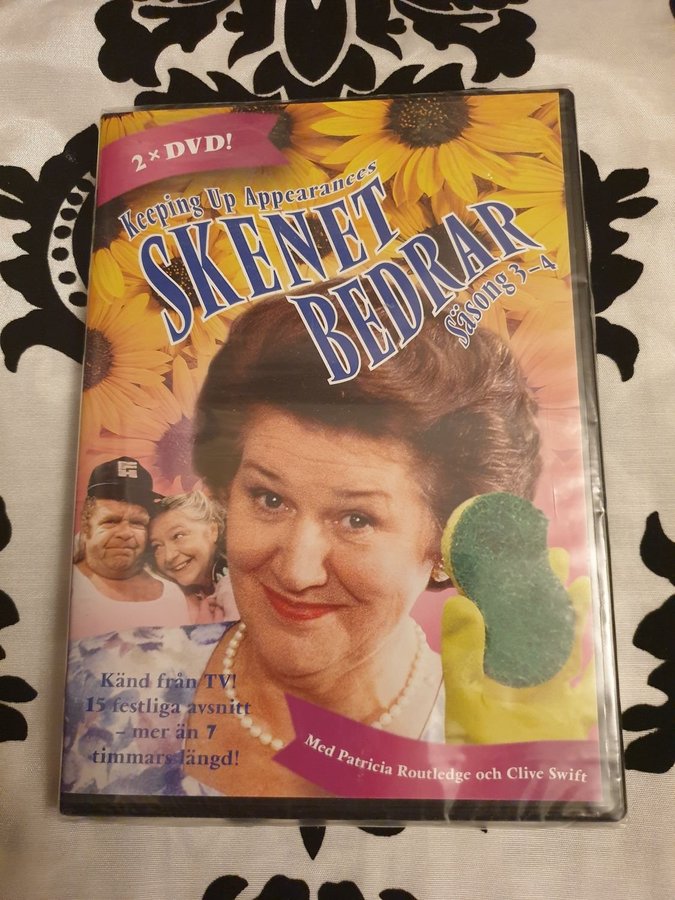 2 × DVD!
Keeping Up Appearances
SKENET
BEDRAR
Säsong 3-4
Känd från TV!
15 festliga avsnitt
– mer än 7
timmars längd!
Med Patricia Routledge och Clive Swift